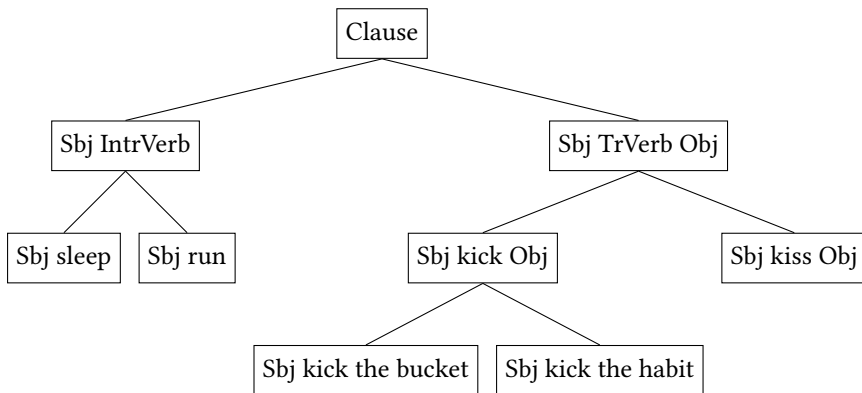 Clause
Sbj IntrVerb
Sbj TrVerb Obj
Sbj sleep
Sbj run
Sbj kick Obj
Sbj kiss Obj
Sbj kick the bucket
Sbj kick the habit